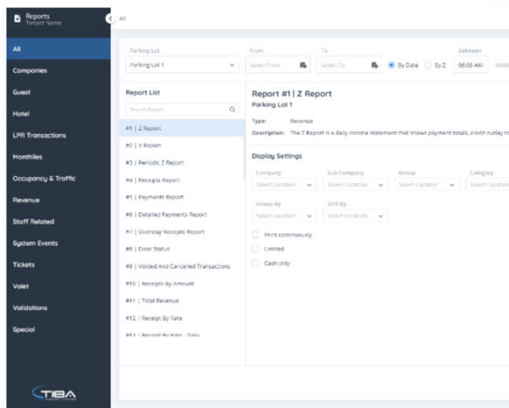 Reports
Tenant Name
All
Companies
Guest
Hotel
LPR Transactions
Monthlies
Occupancy & Traffic
Revenue
Staff Related
System Events
Tickets
Valet
Validations
Special
TIBA
All
Parking Lot
From
To
Between
Parking Lot 1
Select From
Select To
By Date
By Z
06:00 AM
Report List
Search Report
#1 | Z Report
#2 | X Report
#3 | Periodic Z Report
#4 | Receipts Report
#5 | Payments Report
#6 | Detailed Payments Report
#7 | Overstay Receipts Report
#8 | Door Status
#9 | Voided And Cancelled Transactions
#10 | Receipts By Amount
#11 | Total Revenue
#12 | Receipt By Rate
#13 | Receipt By Rate - Daily
Report #1 | Z Report
Parking Lot 1
Type: Revenue
Description: The Z Report is a daily income statement that shows payment totals, credit outlay to
Display Settings
Company
Sub Company
Group
Category
Select Location
Select Location
Select Location
Select Location
Group By
Sort By
Select Location
Select Location
Print continuously
Limited
Cash only